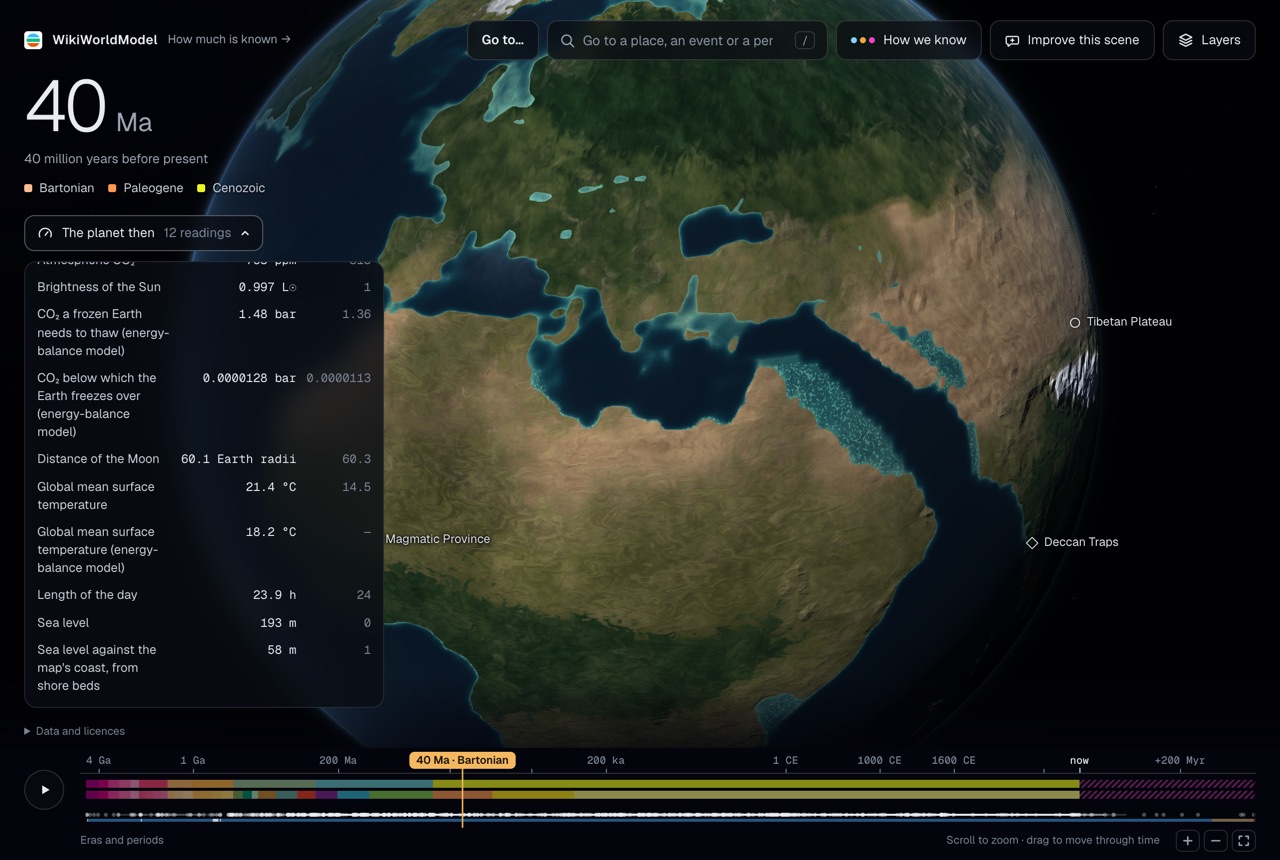 WikiWorldModel How much is known →
Go to...
Go to a place, an event or a per /
How we know
Improve this scene
Layers
40 Ma
40 million years before present
Bartonian Paleogene Cenozoic
The planet then 12 readings
Atmospheric CO₂
Brightness of the Sun 0.997 L☉ 1
CO₂ a frozen Earth 1.48 bar 1.36
needs to thaw (energy-
balance model)
CO₂ below which the 0.0000128 bar 0.0000113
Earth freezes over
(energy-balance
model)
Distance of the Moon 60.1 Earth radii 60.3
Global mean surface 21.4 °C 14.5
temperature
Global mean surface 18.2 °C –
temperature (energy-
balance model)
Length of the day 23.9 h 24
Sea level 193 m 0
Sea level against the 58 m 1
map's coast, from
shore beds
Tibetan Plateau
Magmatic Province
Deccan Traps
Data and licences
4 Ga 1 Ga 200 Ma 40 Ma · Bartonian 200 ka 1 CE 1000 CE 1600 CE now +200 Myr
Eras and periods
Scroll to zoom · drag to move through time